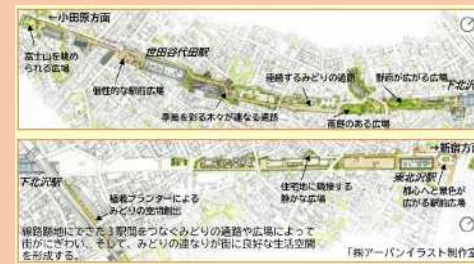 ←小田原方面
富士山を眺め
られる広場
世田谷代田駅
個性的な駅前広場
季節を彩る木々が連なる通路
連続するみどりの通路
野原が広がる広場
雨庭のある広場
下北沢
→新宿方
下北沢駅
植栽プランターによる
みどりの空間創出
住宅地に隣接する
静かな広場
東北沢駅
都心へと景色が
広がる駅前広場
線路跡地にできた3駅間をつなぐみどりの通路や広場によって
街がにぎわい、そして、みどりの連なりが街に良好な生活空間
を形成する。
「㈱アーバンイラスト制作室